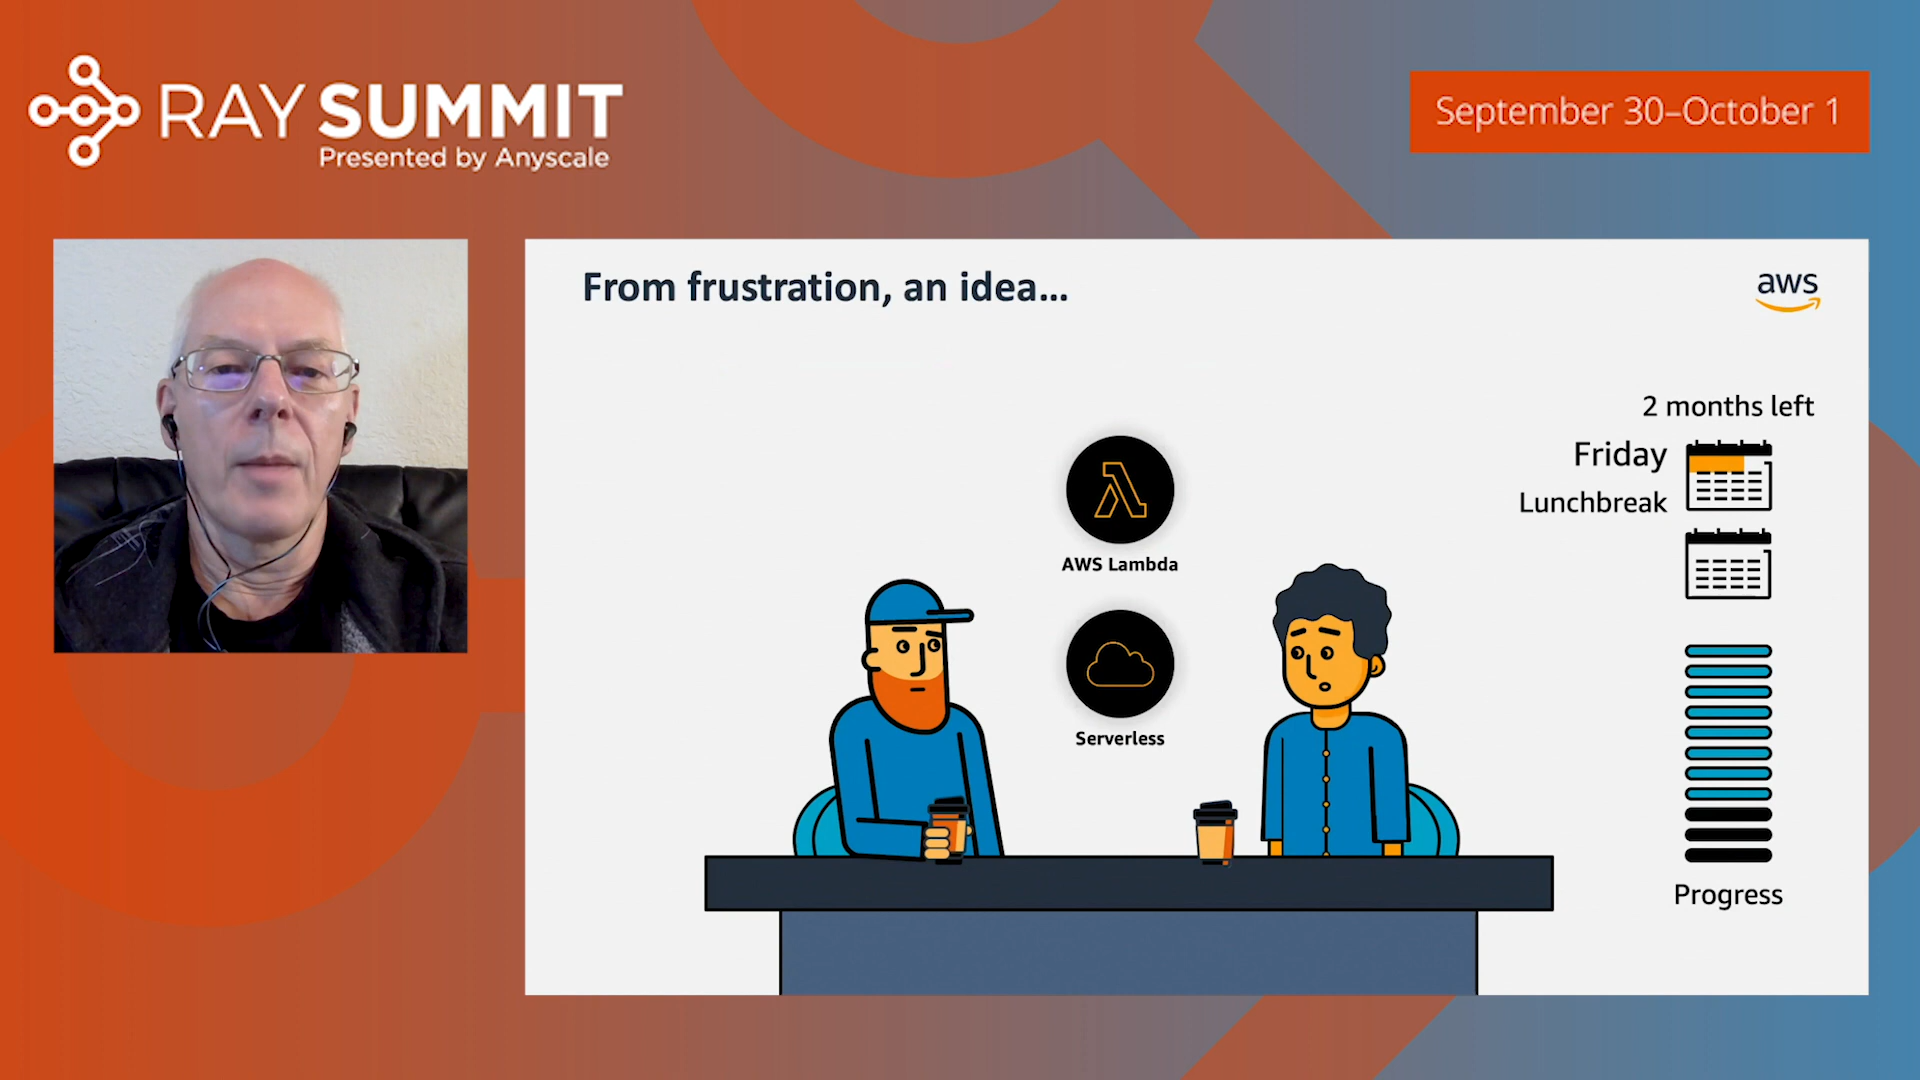 RAY SUMMIT
Presented by Anyscale
September 30–October 1
From frustration, an idea...
aws
2 months left
Friday
Lunchbreak
AWS Lambda
Serverless
Progress